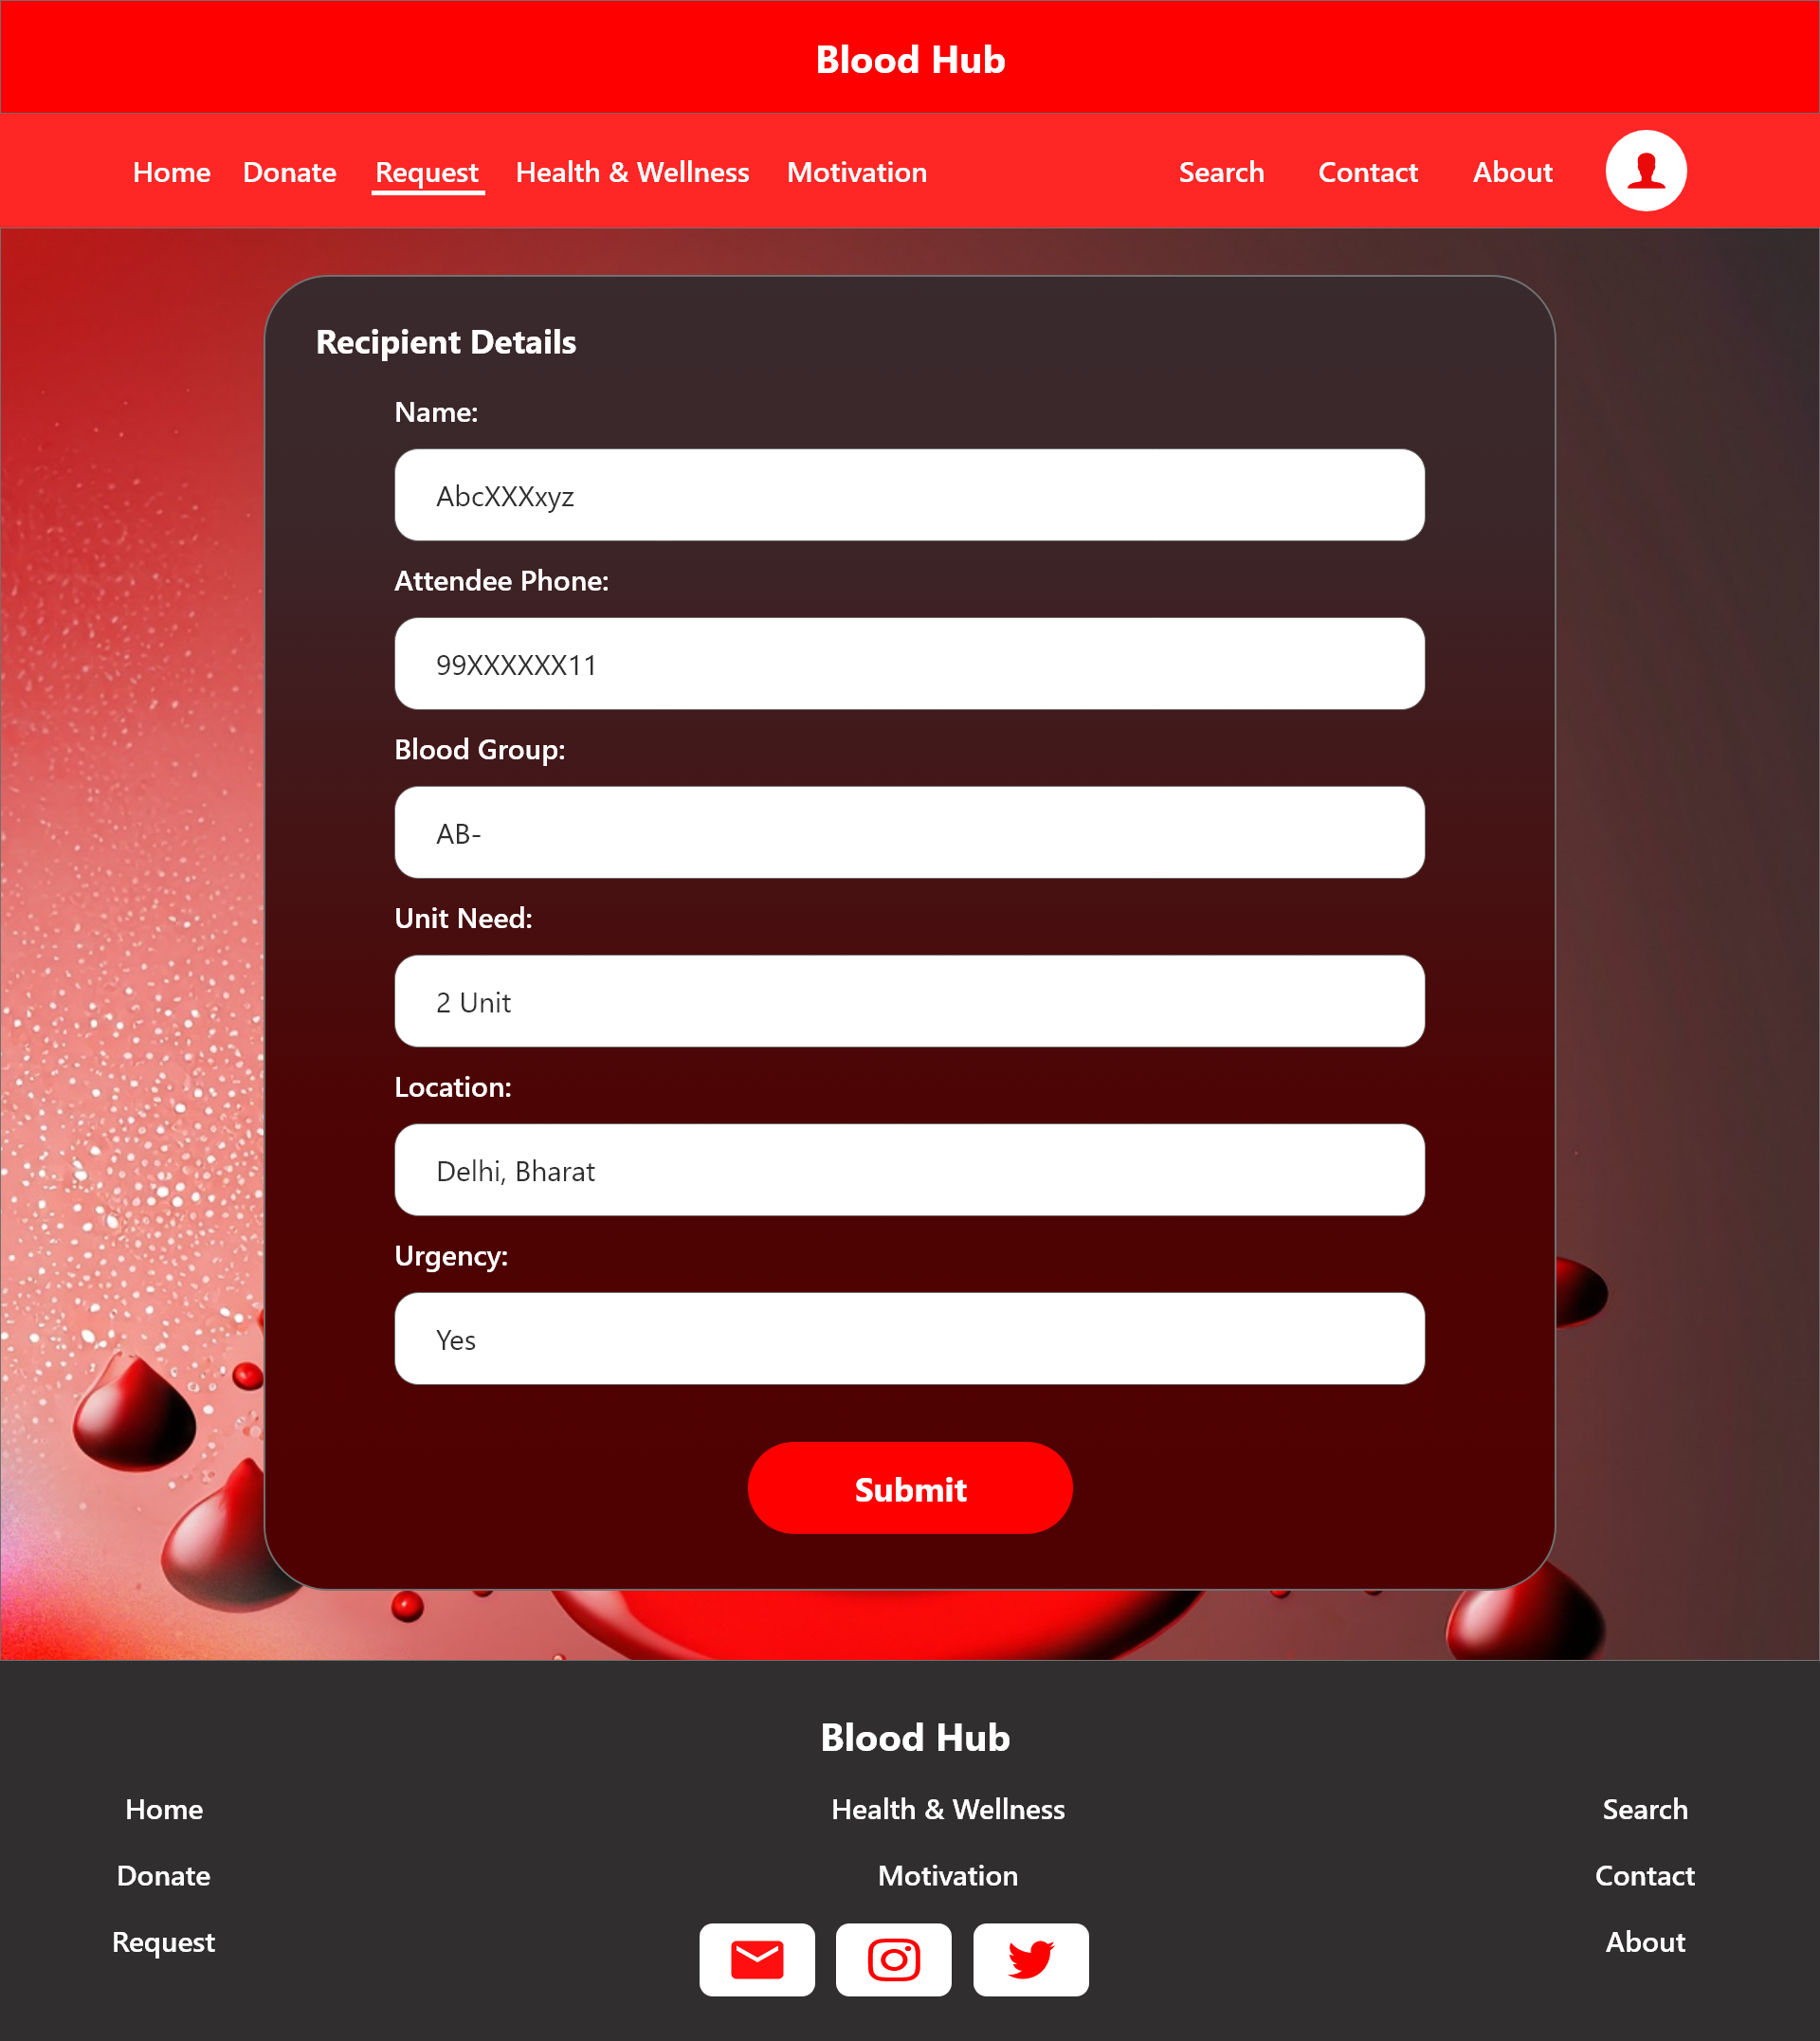 Blood Hub
Home Donate Request Health & Wellness Motivation Search Contact About
Recipient Details
Name:
AbcXXXxyz
Attendee Phone:
99XXXXXX11
Blood Group:
AB-
Unit Need:
2 Unit
Location:
Delhi, Bharat
Urgency:
Yes
Submit
Blood Hub
Home Health & Wellness Search
Donate Motivation Contact
Request About